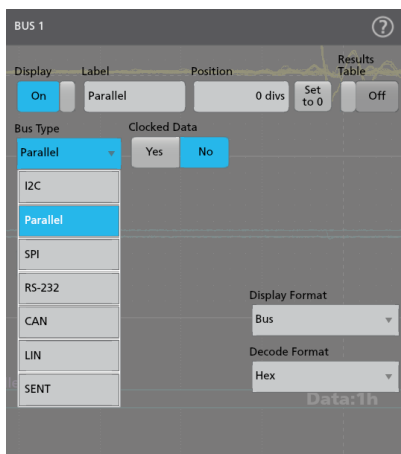 BUS 1
?
Display Label Position Results Table
On Parallel 0 divs Set to 0 Off
Bus Type Clocked Data
Parallel Yes No
I2C
Parallel
SPI
RS-232
Display Format
CAN Bus
LIN Decode Format
Hex
SENT
Data:1h